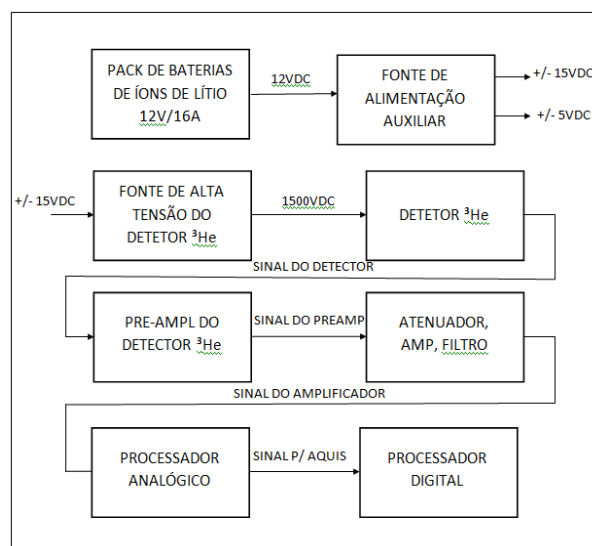 PACK DE BATERIAS
DE ÍONS DE LÍTIO
12V/16A
12VDC
FONTE DE
ALIMENTAÇÃO
AUXILIAR
+/- 15VDC
+/- 5VDC
+/- 15VDC
FONTE DE ALTA
TENSÃO DO
DETETOR ³He
1500VDC
DETETOR ³He
SINAL DO DETECTOR
PRE-AMPL DO
DETECTOR ³He
SINAL DO PREAMP
ATENUADOR,
AMP, FILTRO
SINAL DO AMPLIFICADOR
PROCESSADOR
ANALÓGICO
SINAL P/ AQUIS
PROCESSADOR
DIGITAL